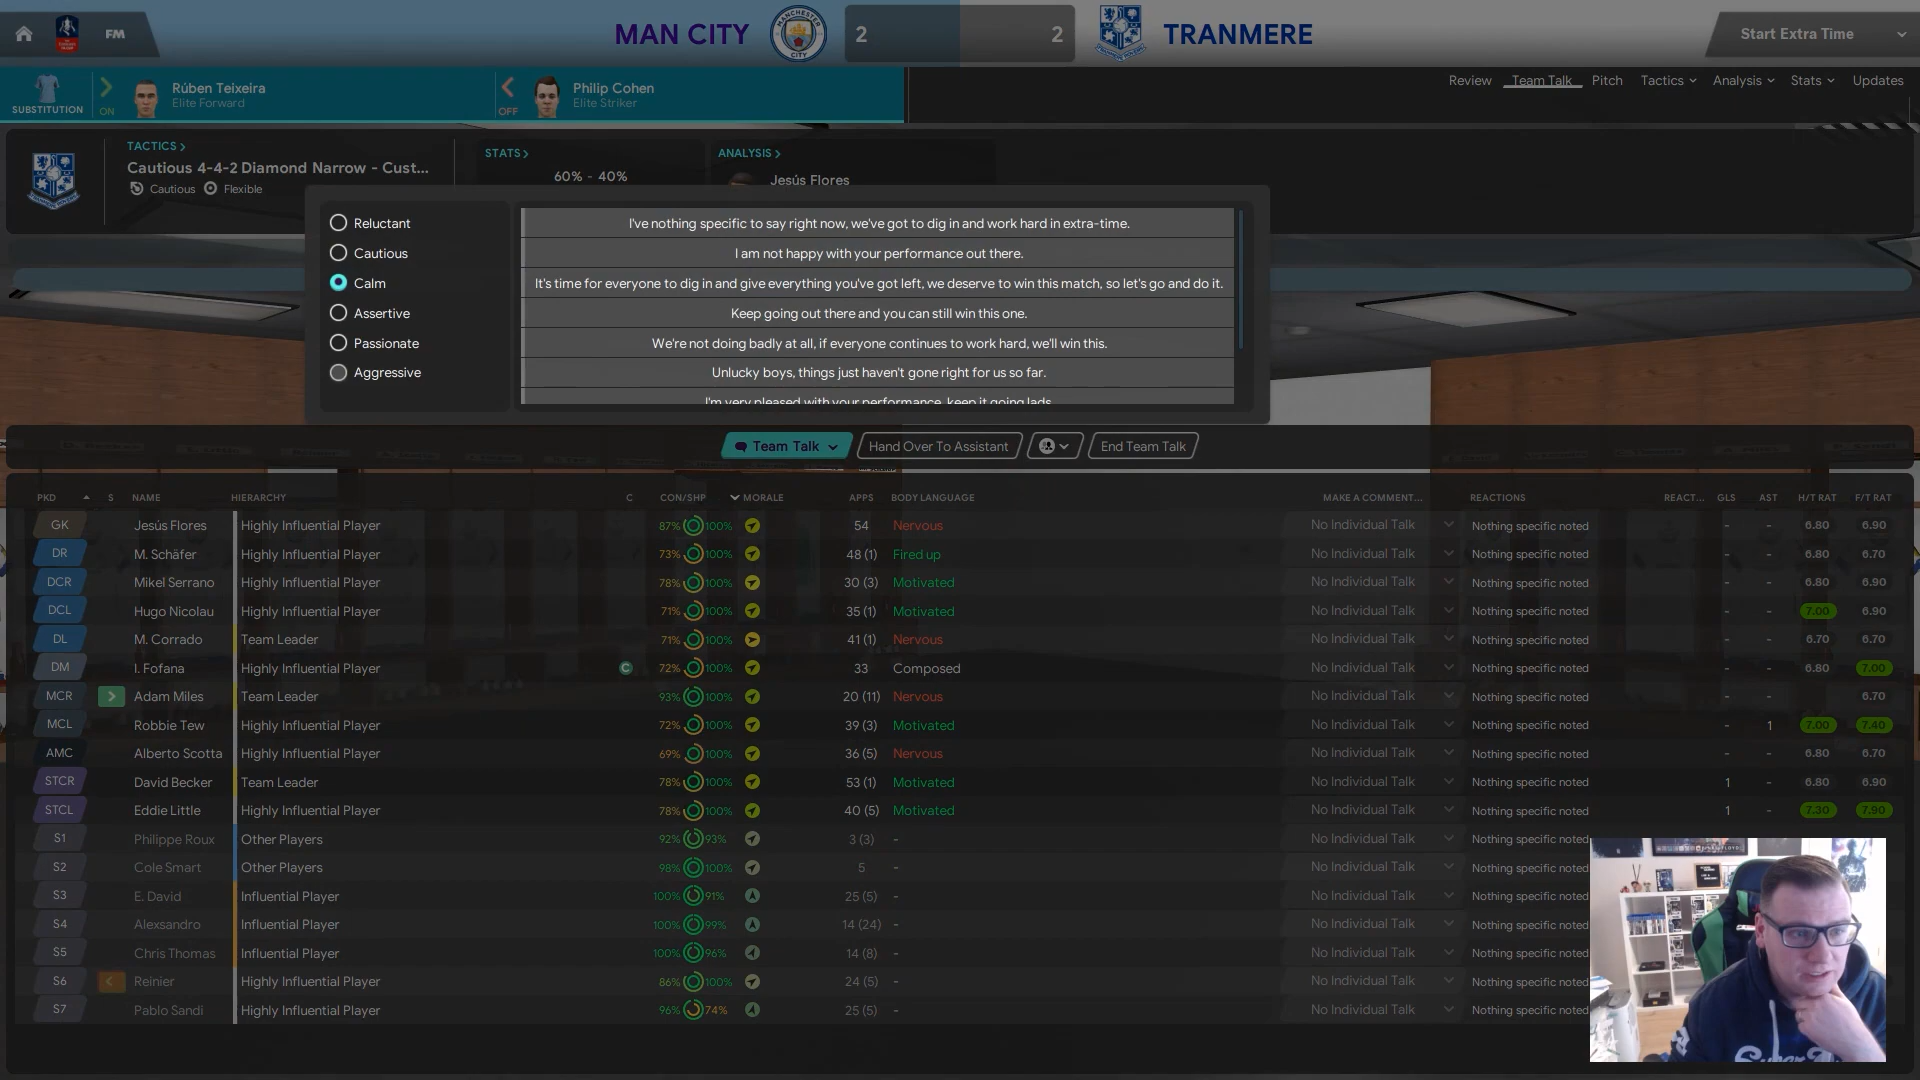 FM
MAN CITY
MANCHESTER CITY
2
2
TRANMERE
Start Extra Time
SUBSTITUTION
ON
Rúben Teixeira
Elite Forward
OFF
Philip Cohen
Elite Striker
Review
Team Talk
Pitch
Tactics
Analysis
Stats
Updates
TACTICS
Cautious 4-4-2 Diamond Narrow - Cust...
Cautious
Flexible
STATS
60% - 40%
ANALYSIS
Jesús Flores
Reluctant
Cautious
Calm
Assertive
Passionate
Aggressive
I've nothing specific to say right now, we've got to dig in and work hard in extra-time.
I am not happy with your performance out there.
It's time for everyone to dig in and give everything you've got left, we deserve to win this match, so let's go and do it.
Keep going out there and you can still win this one.
We're not doing badly at all, if everyone continues to work hard, we'll win this.
Unlucky boys, things just haven't gone right for us so far.
I'm very pleased with your performance, keep it going lads.
Team Talk
Hand Over To Assistant
End Team Talk
PKD S NAME HIERARCHY C CON/SHP MORALE APPS BODY LANGUAGE MAKE A COMMENT... REACTIONS REACT... GLS AST H/T RAT F/T RAT
GK Jesús Flores Highly Influential Player 87% 100% 54 Nervous No Individual Talk Nothing specific noted - - 6.80 6.90
DR M. Schäfer Highly Influential Player 73% 100% 48 (1) Fired up No Individual Talk Nothing specific noted - - 6.80 6.70
DCR Mikel Serrano Highly Influential Player 78% 100% 30 (3) Motivated No Individual Talk Nothing specific noted - - 6.80 6.90
DCL Hugo Nicolau Highly Influential Player 71% 100% 35 (1) Motivated No Individual Talk Nothing specific noted - - 7.00 6.90
DL M. Corrado Team Leader 71% 100% 41 (1) Nervous No Individual Talk Nothing specific noted - - 6.70 6.70
DM I. Fofana Highly Influential Player C 72% 100% 33 Composed No Individual Talk Nothing specific noted - - 6.80 7.00
MCR Adam Miles Team Leader 93% 100% 20 (11) Nervous No Individual Talk Nothing specific noted - - 6.70
MCL Robbie Tew Highly Influential Player 72% 100% 39 (3) Motivated No Individual Talk Nothing specific noted - 1 7.00 7.40
AMC Alberto Scotta Highly Influential Player 69% 100% 36 (5) Nervous No Individual Talk Nothing specific noted - - 6.80 6.70
STCR David Becker Team Leader 78% 100% 53 (1) Motivated No Individual Talk Nothing specific noted 1 - 6.80 6.90
STCL Eddie Little Highly Influential Player 78% 100% 40 (5) Motivated No Individual Talk Nothing specific noted 1 - 7.30 7.90
S1 Philippe Roux Other Players 92% 93% 3 (3) - No Individual Talk Nothing specific noted
S2 Cole Smart Other Players 98% 100% 5 - No Individual Talk Nothing specific noted
S3 E. David Influential Player 100% 91% 25 (5) - No Individual Talk Nothing specific noted
S4 Alexsandro Influential Player 100% 99% 14 (24) - No Individual Talk Nothing specific noted
S5 Chris Thomas Influential Player 100% 96% 14 (8) - No Individual Talk Nothing specific noted
S6 Reinier Highly Influential Player 86% 100% 24 (5) - No Individual Talk Nothing specific noted
S7 Pablo Sandi Highly Influential Player 96% 74% 25 (5) - No Individual Talk Nothing specific noted